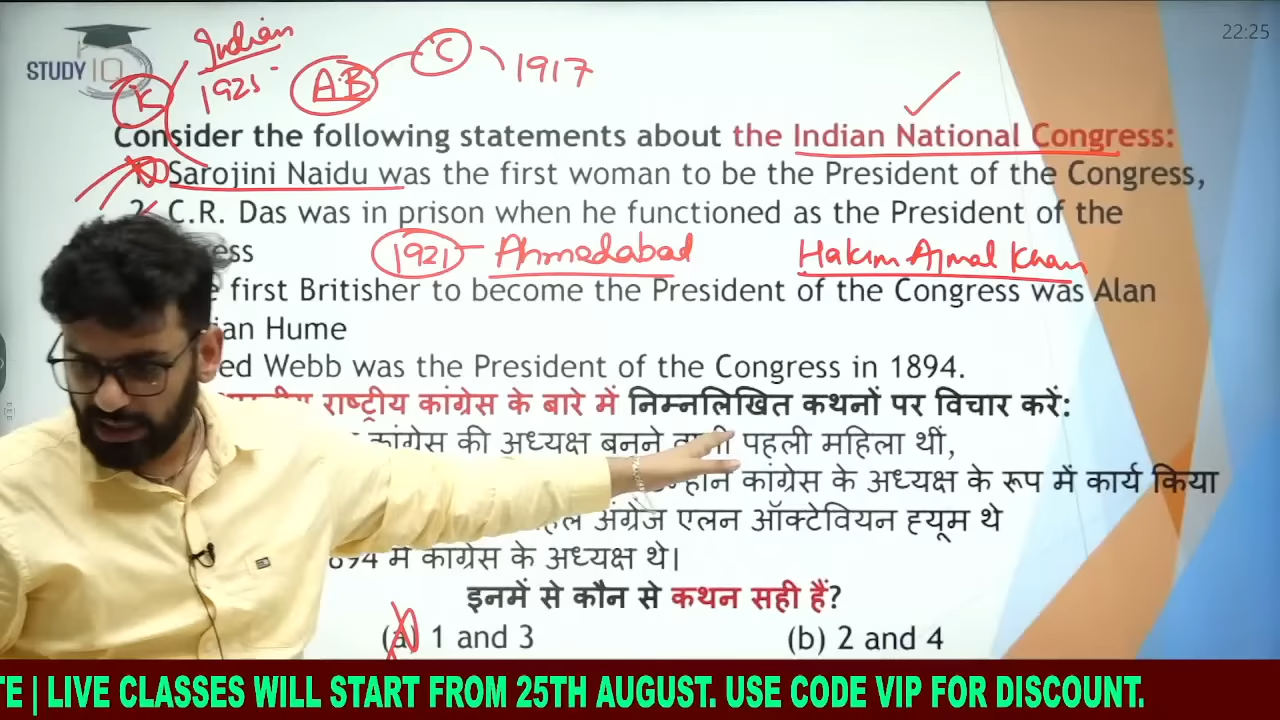 22:25
STUDY IQ
Indian
1925
K
A.B
C
1917
Consider the following statements about the Indian National Congress:
Sarojini Naidu was the first woman to be the President of the Congress,
2. C.R. Das was in prison when he functioned as the President of the
ess
1921 - Ahmedabad
Hakim Ajmal Khan
first Britisher to become the President of the Congress was Alan
ian Hume
ed Webb was the President of the Congress in 1894.
राष्ट्रीय कांग्रेस के बारे में निम्नलिखित कथनों पर विचार करें:
कांग्रेस की अध्यक्ष बनने वाली पहली महिला थीं,
कांग्रेस के अध्यक्ष के रूप में कार्य किया
अंग्रेज एलन ऑक्टेवियन ह्यूम थे
894 में कांग्रेस के अध्यक्ष थे।
इनमें से कौन से कथन सही हैं?
(a) 1 and 3
(b) 2 and 4
TE | LIVE CLASSES WILL START FROM 25TH AUGUST. USE CODE VIP FOR DISCOUNT.